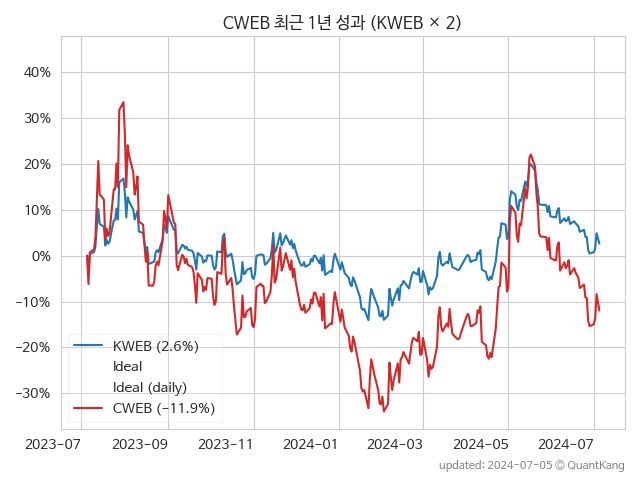 CWEB 최근 1년 성과 (KWEB × 2)
40%
30%
20%
10%
0%
−10%
−20%
−30%
KWEB (2.6%)
Ideal
Ideal (daily)
CWEB (−11.9%)
2023−07 2023−09 2023−11 2024−01 2024−03 2024−05 2024−07
updated: 2024−07−05 ⓒ QuantKang